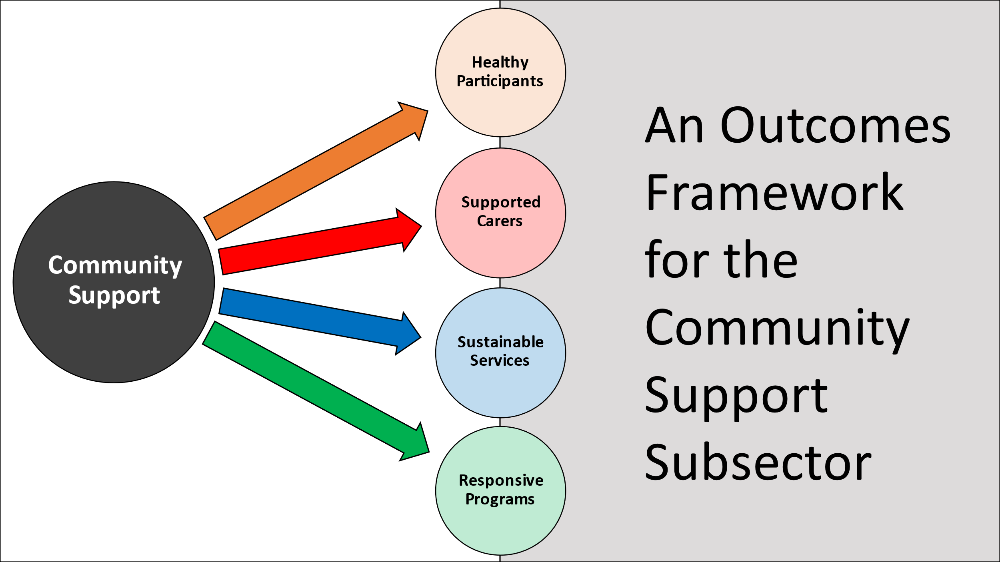 Community
Support
Healthy
Participants
Supported
Carers
Sustainable
Services
Responsive
Programs
An Outcomes
Framework
for the
Community
Support
Subsector